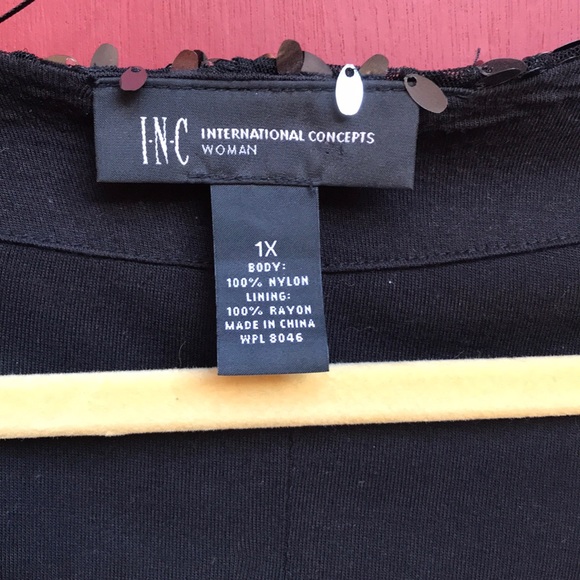 I·N·C INTERNATIONAL CONCEPTS
WOMAN
1X
BODY:
100% NYLON
LINING:
100% RAYON
MADE IN CHINA
WPL 8046